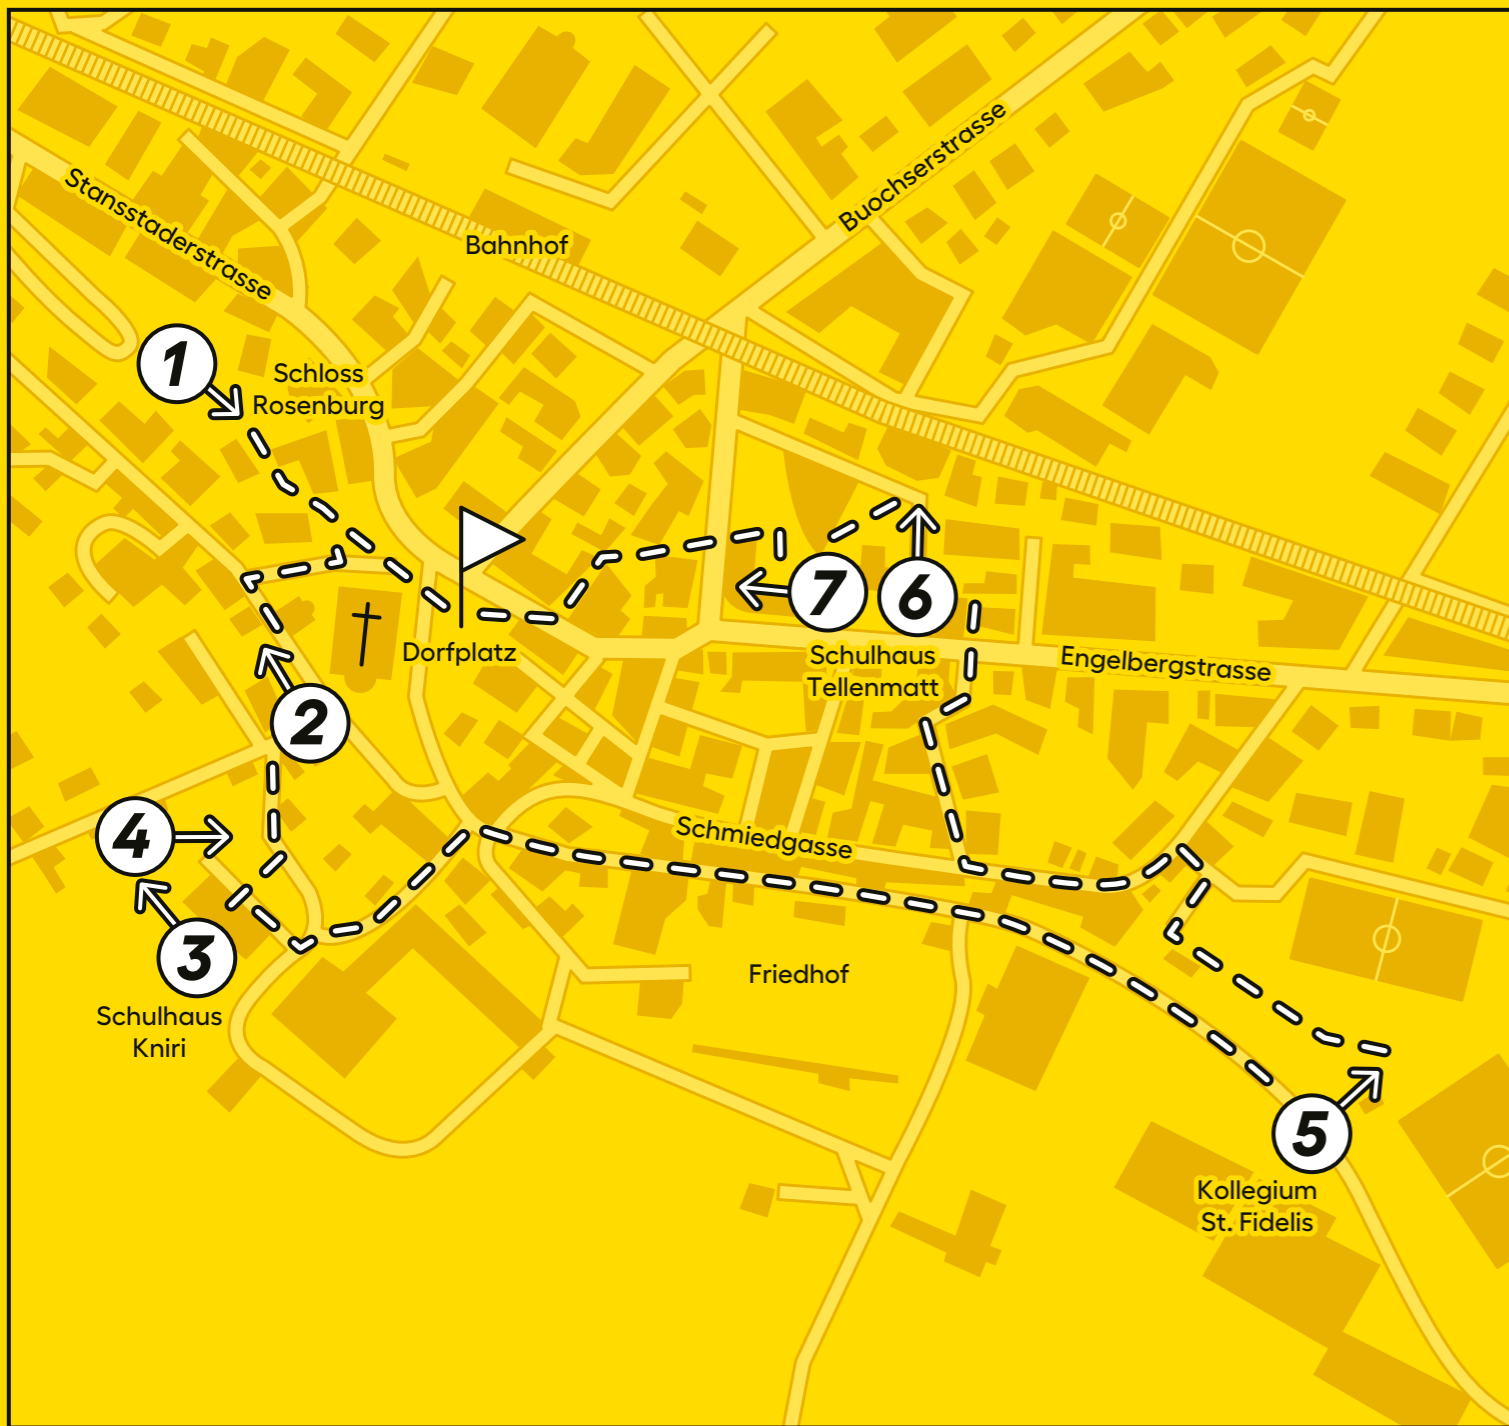 Buochserstrasse
Stansstaderstrasse
Bahnhof
1
Schloss
Rosenburg
7
6
Dorfplatz
Schulhaus
Tellenmatt
Engelbergstrasse
2
4
Schmiedgasse
3
Friedhof
Schulhaus
Kniri
5
Kollegium
St. Fidelis